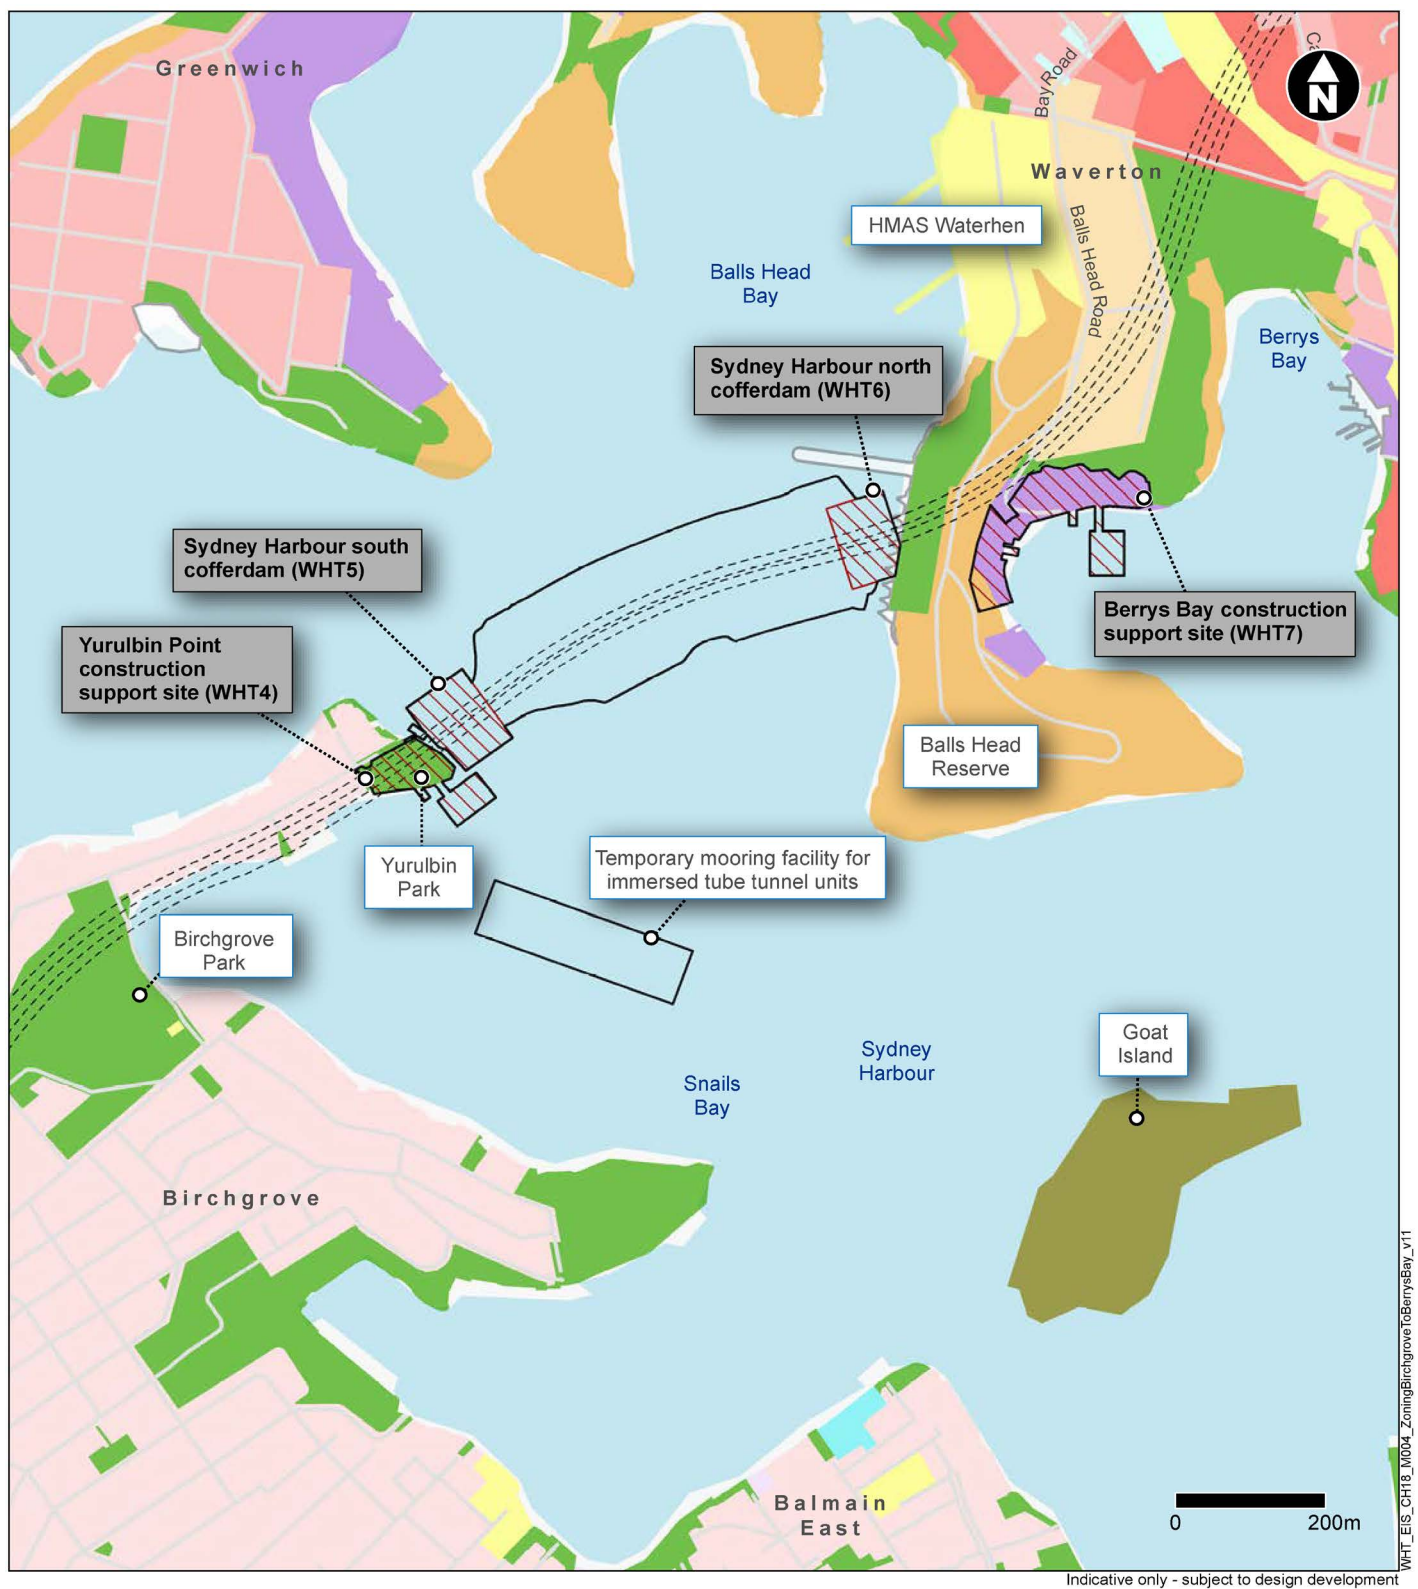 Greenwich
Bay Road
N
Waverton
HMAS Waterhen
Balls Head Road
Balls Head
Bay
Berrys
Bay
Sydney Harbour north
cofferdam (WHT6)
Sydney Harbour south
cofferdam (WHT5)
Berrys Bay construction
support site (WHT7)
Yurulbin Point
construction
support site (WHT4)
Balls Head
Reserve
Yurulbin
Park
Temporary mooring facility for
immersed tube tunnel units
Birchgrove
Park
Goat
Island
Sydney
Harbour
Snails
Bay
Birchgrove
Balmain
East
0 200m
WHT_EIS_CH18_M004_ZoningBirchgroveToBerrysBay_v11
Indicative only - subject to design development